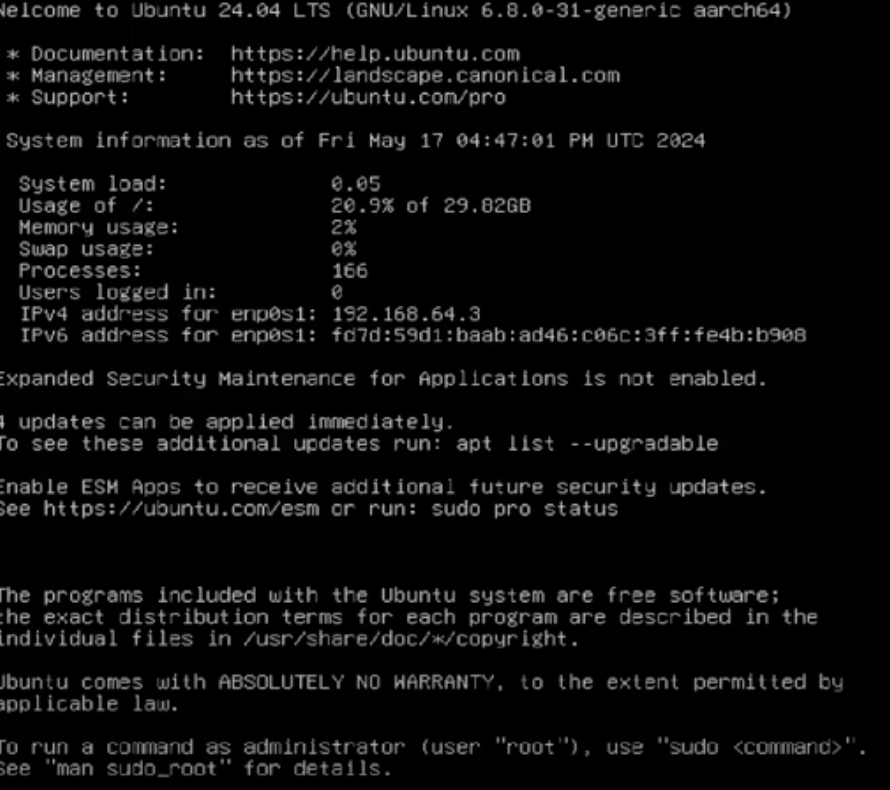 Welcome to Ubuntu 24.04 LTS (GNU/Linux 6.8.0-31-generic aarch64)
* Documentation: https://help.ubuntu.com
* Management: https://landscape.canonical.com
* Support: https://ubuntu.com/pro
System information as of Fri May 17 04:47:01 PM UTC 2024
System load: 0.05
Usage of /: 20.9% of 29.82GB
Memory usage: 2%
Swap usage: 0%
Processes: 166
Users logged in: 0
IPv4 address for enp0s1: 192.168.64.3
IPv6 address for enp0s1: fd7d:59d1:baab:ad46:c06c:3ff:fe4b:b908
Expanded Security Maintenance for Applications is not enabled.
4 updates can be applied immediately.
To see these additional updates run: apt list --upgradable
Enable ESM Apps to receive additional future security updates.
See https://ubuntu.com/esm or run: sudo pro status
The programs included with the Ubuntu system are free software;
the exact distribution terms for each program are described in the
individual files in /usr/share/doc/*/copyright.
Ubuntu comes with ABSOLUTELY NO WARRANTY, to the extent permitted by
applicable law.
To run a command as administrator (user "root"), use "sudo <command>".
See "man sudo_root" for details.